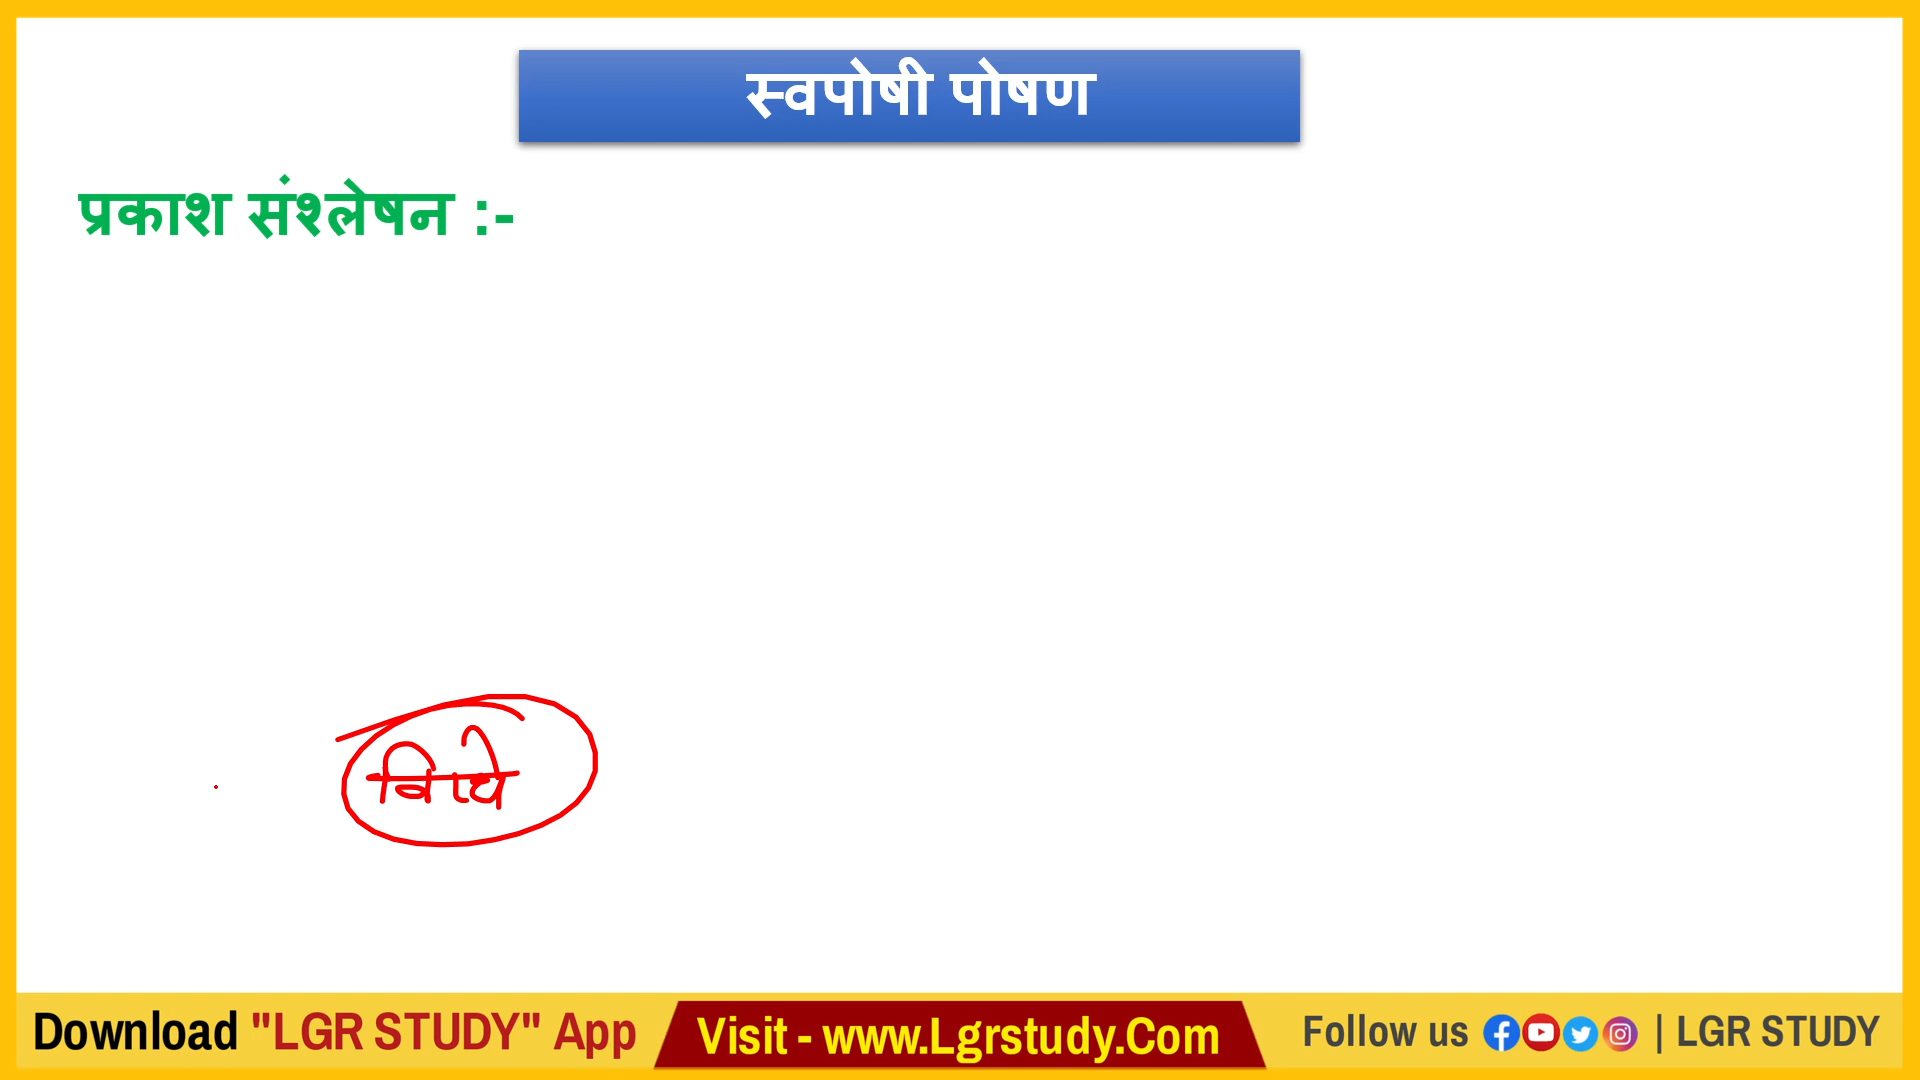 स्वपोषी पोषण
प्रकाश संश्लेषन :-
विधि
Download "LGR STUDY" App
Visit - www.Lgrstudy.Com
Follow us | LGR STUDY